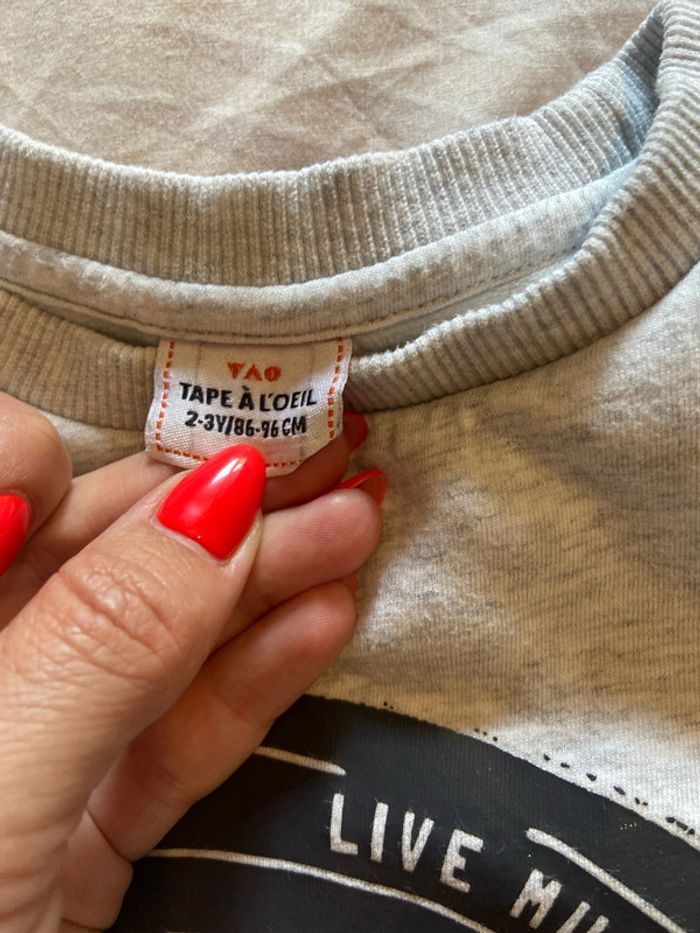 TAO
TAPE À L'OEIL
2-3Y/86-96 CM
LIVE